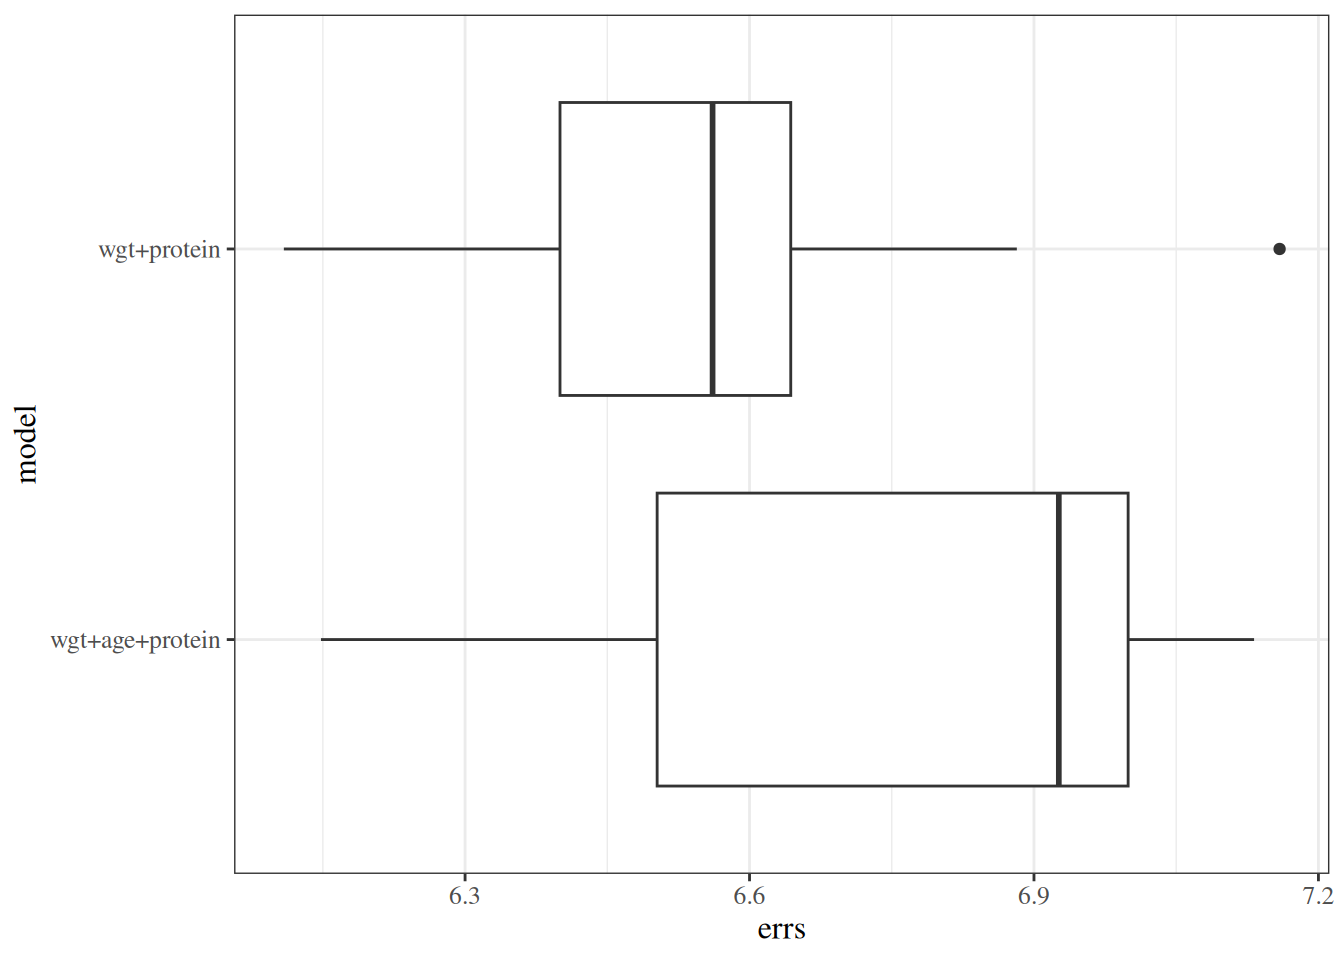 wgt+protein
model
wgt+age+protein
6.3 6.6 6.9 7.2
errs